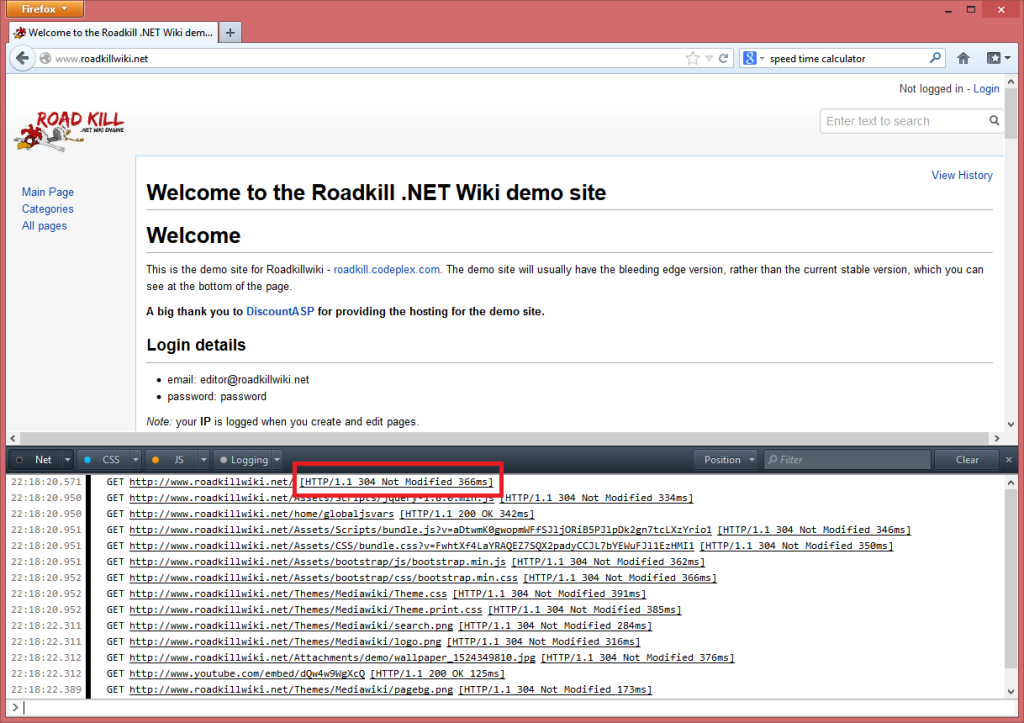 Firefox
Welcome to the Roadkill .NET Wiki dem...
www.roadkillwiki.net
speed time calculator
Not logged in - Login
ROAD KILL
.NET WIKI ENGINE
Enter text to search
View History
Main Page
Categories
All pages
Welcome to the Roadkill .NET Wiki demo site
Welcome
This is the demo site for Roadkillwiki - roadkill.codeplex.com. The demo site will usually have the bleeding edge version, rather than the current stable version, which you can
see at the bottom of the page.
A big thank you to DiscountASP for providing the hosting for the demo site.
Login details
• email: editor@roadkillwiki.net
• password: password
Note: your IP is logged when you create and edit pages.
Net CSS JS Logging Position Filter Clear
22:18:20.571 GET http://www.roadkillwiki.net/ [HTTP/1.1 304 Not Modified 366ms]
22:18:20.950 GET http://www.roadkillwiki.net/Assets/Scripts/jquery-1.8.0.min.js [HTTP/1.1 304 Not Modified 334ms]
22:18:20.950 GET http://www.roadkillwiki.net/home/globaljsvars [HTTP/1.1 200 OK 342ms]
22:18:20.951 GET http://www.roadkillwiki.net/Assets/Scripts/bundle.js?v=aDtwmK0gwopmWFfSJljORiB5PJlpDk2gn7tcLXzYrio1 [HTTP/1.1 304 Not Modified 346ms]
22:18:20.951 GET http://www.roadkillwiki.net/Assets/CSS/bundle.css?v=FwhtXf4LaYRAQEZ7SQX2padyCCJL7bYEWuFJl1EzHMI1 [HTTP/1.1 304 Not Modified 350ms]
22:18:20.951 GET http://www.roadkillwiki.net/Assets/bootstrap/js/bootstrap.min.js [HTTP/1.1 304 Not Modified 362ms]
22:18:20.952 GET http://www.roadkillwiki.net/Assets/bootstrap/css/bootstrap.min.css [HTTP/1.1 304 Not Modified 366ms]
22:18:20.952 GET http://www.roadkillwiki.net/Themes/Mediawiki/Theme.css [HTTP/1.1 304 Not Modified 391ms]
22:18:20.952 GET http://www.roadkillwiki.net/Themes/Mediawiki/Theme.print.css [HTTP/1.1 304 Not Modified 385ms]
22:18:22.311 GET http://www.roadkillwiki.net/Themes/Mediawiki/search.png [HTTP/1.1 304 Not Modified 284ms]
22:18:22.311 GET http://www.roadkillwiki.net/Themes/Mediawiki/logo.png [HTTP/1.1 304 Not Modified 316ms]
22:18:22.312 GET http://www.roadkillwiki.net/Attachments/demo/wallpaper_1524349810.jpg [HTTP/1.1 304 Not Modified 376ms]
22:18:22.312 GET http://www.youtube.com/embed/dQw4w9WgXcQ [HTTP/1.1 200 OK 125ms]
22:18:22.389 GET http://www.roadkillwiki.net/Themes/Mediawiki/pagebg.png [HTTP/1.1 304 Not Modified 173ms]